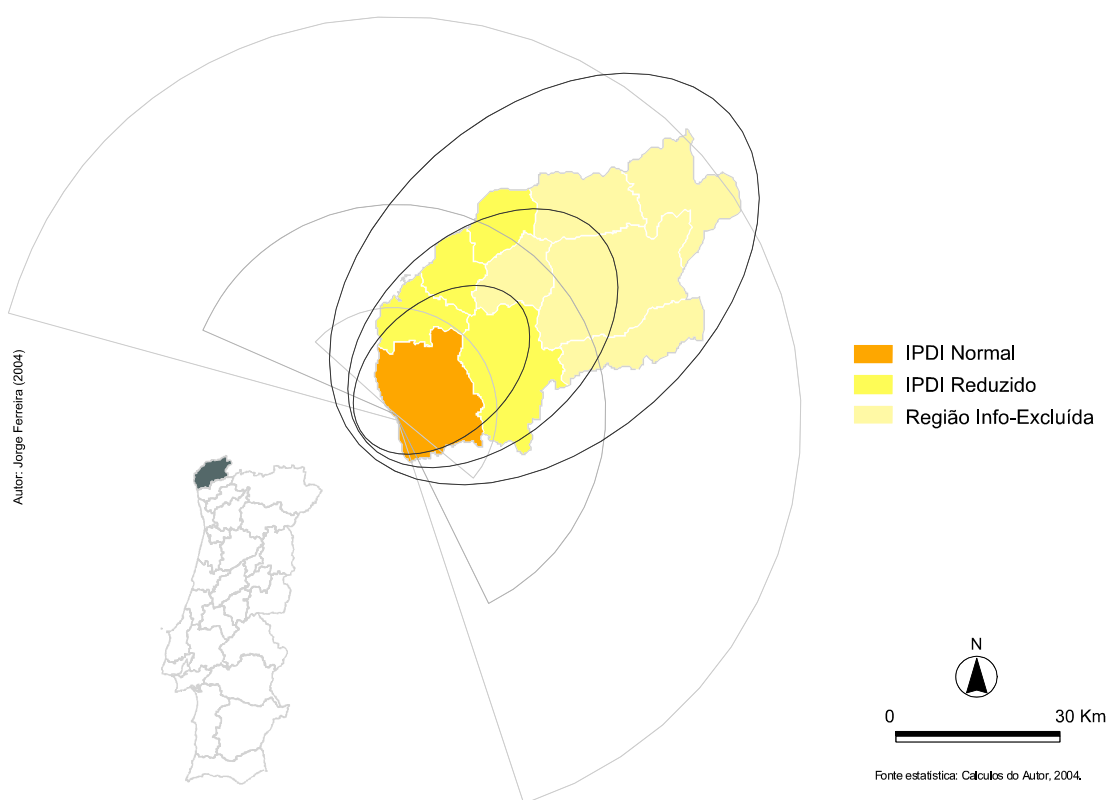 Autor: Jorge Ferreira (2004)
IPDI Normal
IPDI Reduzido
Região Info-Excluída
N
0 30 Km
Fonte estatística: Calculos do Autor, 2004.